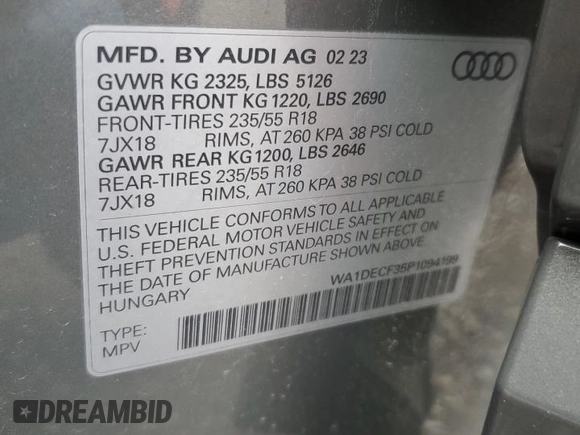 MFD. BY AUDI AG 02 23
GVWR KG 2325, LBS 5126
GAWR FRONT KG 1220, LBS 2690
FRONT-TIRES 235/55 R18
7JX18 RIMS, AT 260 KPA 38 PSI COLD
GAWR REAR KG 1200, LBS 2646
REAR-TIRES 235/55 R18
7JX18 RIMS, AT 260 KPA 38 PSI COLD
THIS VEHICLE CONFORMS TO ALL APPLICABLE
U.S. FEDERAL MOTOR VEHICLE SAFETY AND
THEFT PREVENTION STANDARDS IN EFFECT ON
THE DATE OF MANUFACTURE SHOWN ABOVE
HUNGARY
WA1DECF35P1094199
TYPE:
MPV
DREAMBID